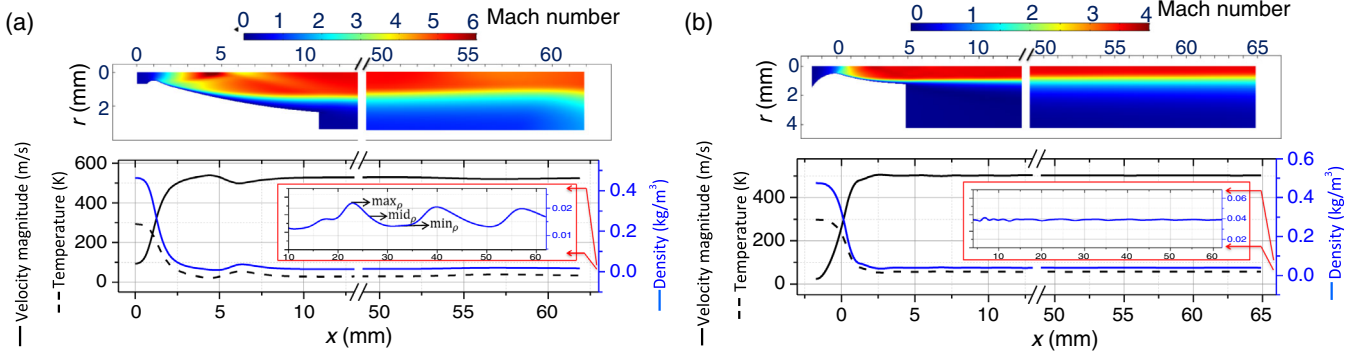 (a)
0 1 2 3 4 5 6 Mach number
0 5 10 50 55 60
0
2
r (mm)
Velocity magnitude (m/s)
Temperature (K)
600
400
200
0
0.4
0.2
0.0
Density (kg/m³)
maxρ
midρ
minρ
0.02
0.01
10 20 30 40 50 60
0 5 10 50 55 60
x (mm)
(b)
0 1 2 3 4 Mach number
0 5 10 50 55 60 65
0
2
4
r (mm)
Velocity magnitude (m/s)
Temperature (K)
400
200
0
0.6
0.4
0.2
0.0
Density (kg/m³)
0.06
0.04
0.02
10 20 30 40 50 60
0 5 10 50 55 60 65
x (mm)